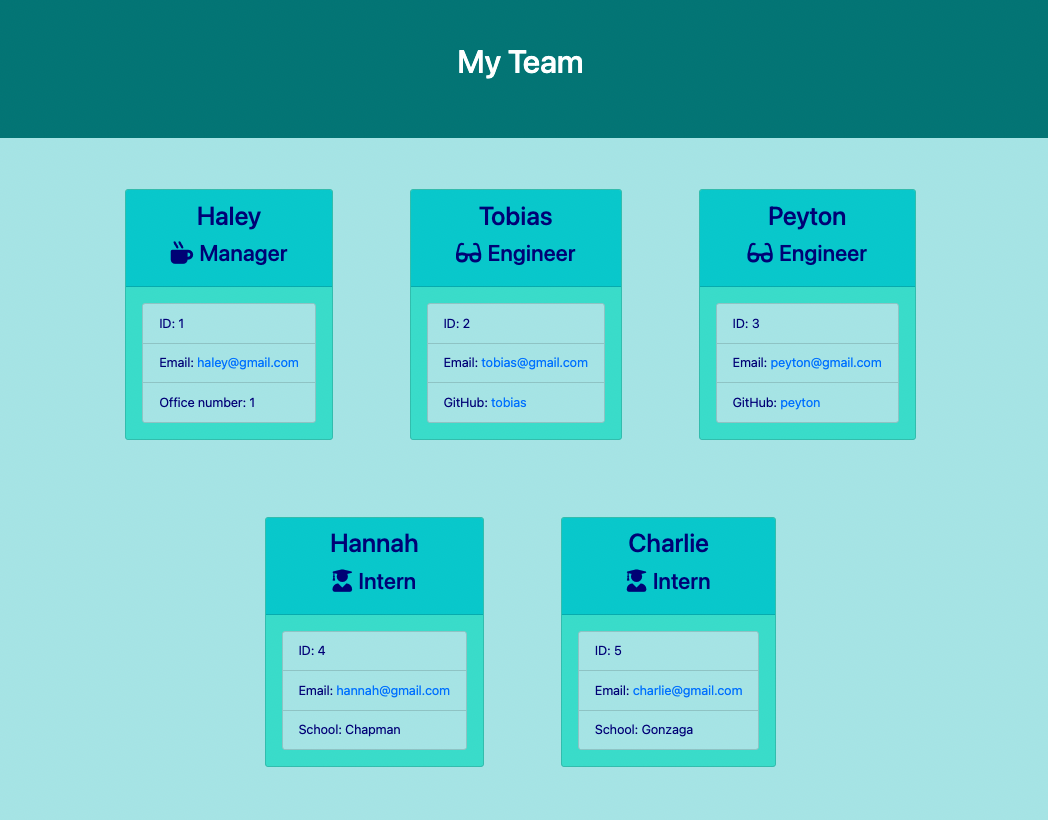 My Team
Haley
Manager
ID: 1
Email: haley@gmail.com
Office number: 1
Tobias
Engineer
ID: 2
Email: tobias@gmail.com
GitHub: tobias
Peyton
Engineer
ID: 3
Email: peyton@gmail.com
GitHub: peyton
Hannah
Intern
ID: 4
Email: hannah@gmail.com
School: Chapman
Charlie
Intern
ID: 5
Email: charlie@gmail.com
School: Gonzaga